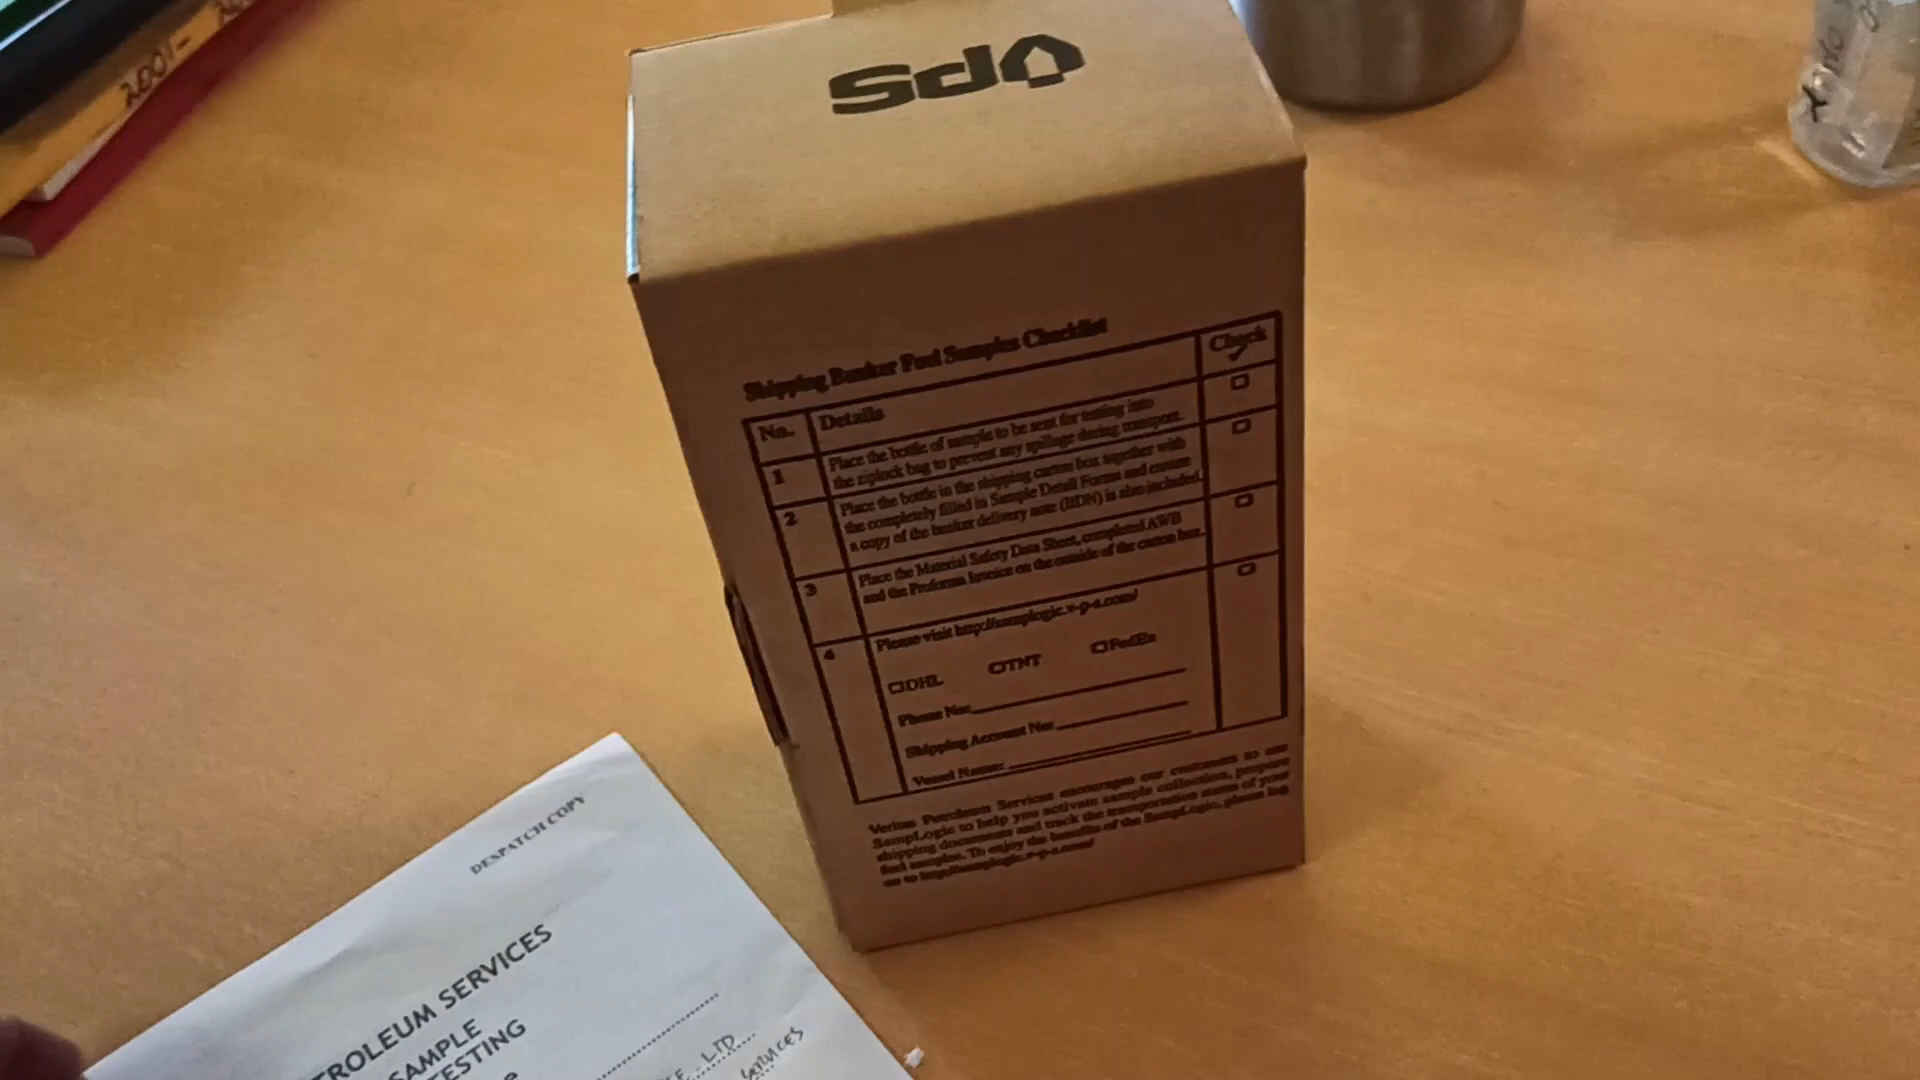 vps
Shipping Bunker Fuel Samples Checklist
No. Details Check
1 Place the bottle of sample to be sent for testing into
the ziplock bag to prevent any spillage during transport.
2 Place the bottle in the shipping carton box together with
the completely filled in Sample Detail Forms and ensure
a copy of the bunker delivery note (BDN) is also included.
3 Place the Material Safety Data Sheet, completed AWB
and the Proforma Invoice on the outside of the carton box.
4 Please visit http://samplogic.v-p-s.com/
DHL TNT FedEx
Phone No:
Shipping Account No:
Vessel Name:
Veritas Petroleum Services encourages our customers to use
SampLogic to help you activate sample collection, prepare
shipping documents and track the transportation status of your
fuel samples. To enjoy the benefits of the SampLogic, please log
on to http://samplogic.v-p-s.com/
DESPATCH COPY
TROLEUM SERVICES
SAMPLE
TESTING
LTD
SERVICES